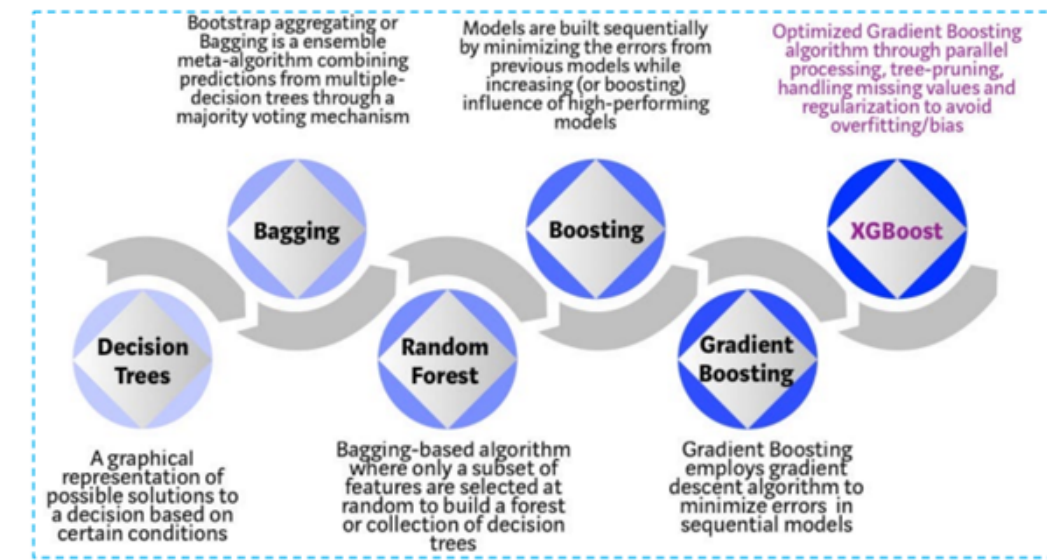 Bootstrap aggregating or
Bagging is a ensemble
meta-algorithm combining
predictions from multiple-
decision trees through a
majority voting mechanism
Models are built sequentially
by minimizing the errors from
previous models while
increasing (or boosting)
influence of high-performing
models
Optimized Gradient Boosting
algorithm through parallel
processing, tree-pruning,
handling missing values and
regularization to avoid
overfitting/bias
Bagging
Boosting
XGBoost
Decision
Trees
Random
Forest
Gradient
Boosting
A graphical
representation of
possible solutions to
a decision based on
certain conditions
Bagging-based algorithm
where only a subset of
features are selected at
random to build a forest
or collection of decision
trees
Gradient Boosting
employs gradient
descent algorithm to
minimize errors in
sequential models